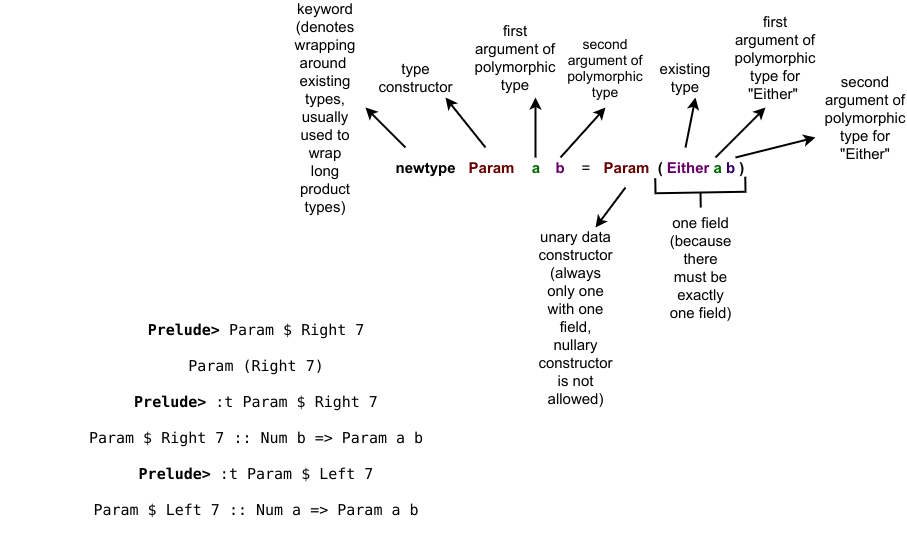 keyword
(denotes
wrapping
around
existing
types,
usually
used to
wrap
long
product
types)
type
constructor
first
argument of
polymorphic
type
second
argument of
polymorphic
type
existing
type
first
argument of
polymorphic
type for
"Either"
second
argument of
polymorphic
type for
"Either"
newtype Param a b = Param ( Either a b )
unary data
constructor
(always
only one
with one
field,
nullary
constructor
is not
allowed)
one field
(because
there
must be
exactly
one field)
Prelude> Param $ Right 7
Param (Right 7)
Prelude> :t Param $ Right 7
Param $ Right 7 :: Num b => Param a b
Prelude> :t Param $ Left 7
Param $ Left 7 :: Num a => Param a b